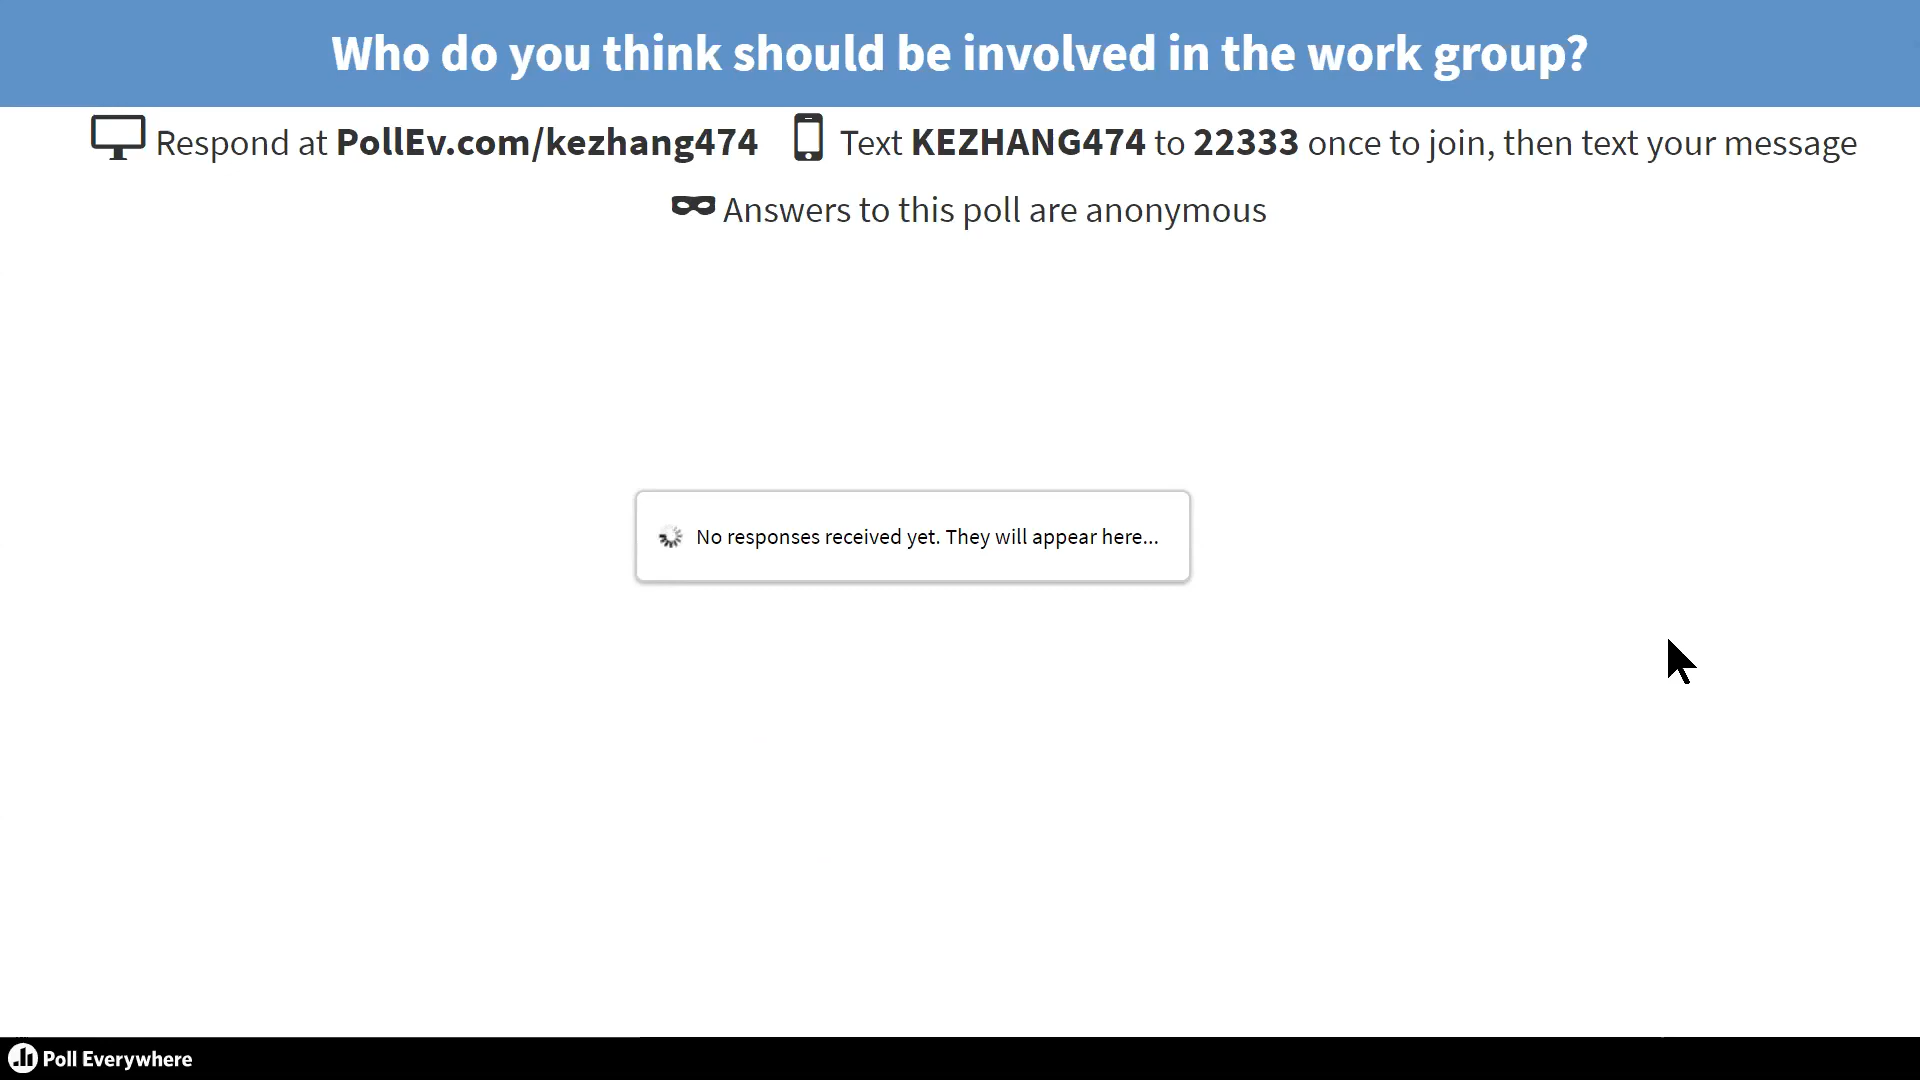 Who do you think should be involved in the work group?
Respond at PollEv.com/kezhang474 Text KEZHANG474 to 22333 once to join, then text your message
Answers to this poll are anonymous
No responses received yet. They will appear here...
Poll Everywhere